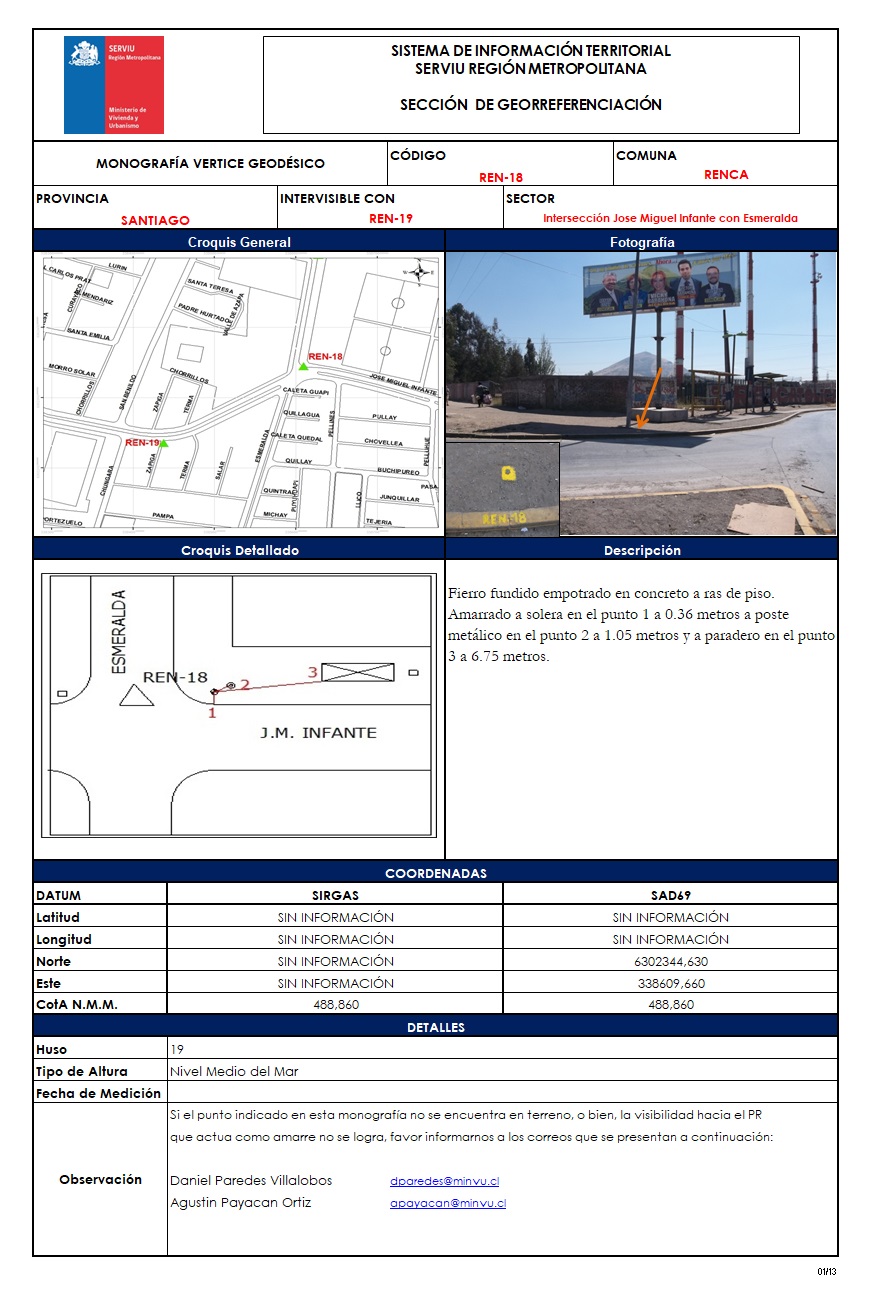 SERVIU
Región Metropolitana
Ministerio de
Vivienda y
Urbanismo
SISTEMA DE INFORMACIÓN TERRITORIAL
SERVIU REGIÓN METROPOLITANA
SECCIÓN DE GEORREFERENCIACIÓN
MONOGRAFÍA VERTICE GEODÉSICO
CÓDIGO
REN-18
COMUNA
RENCA
PROVINCIA
SANTIAGO
INTERVISIBLE CON
REN-19
SECTOR
Intersección Jose Miguel Infante con Esmeralda
Croquis General
Fotografía
LURIN
L CARLOS PRAT
CURAYACO
MENDARIZ
SANTA EMILIA
SANTA TERESA
PADRE HURTADO
VALLE DE AZAPA
MORRO SOLAR
CHORRILLOS
SAN BENILDO
CHORRILLOS
ZAPIGA
TERMA
REN-18
JOSE MIGUEL INFANTE
CALETA GUAPI
QUILLAGUA
PELLINES
PULLAY
REN-19
ESMERALDA
CALETA QUEDAL
CHOVELLEA
PELLUHUE
CHUNGARA
ZAPIGA
TERMA
SALAR
QUILLAY
BUCHIPUREO
QUINTRAL
PUYUHUAPI
LLICO
JUNQUILLAR
PASA
ORTEZUELO
PAMPA
MICHAY
TEJERIA
REN-18
Croquis Detallado
Descripción
ESMERALDA
REN-18
1
2
3
J.M. INFANTE
Fierro fundido empotrado en concreto a ras de piso.
Amarrado a solera en el punto 1 a 0.36 metros a poste
metálico en el punto 2 a 1.05 metros y a paradero en el punto
3 a 6.75 metros.
COORDENADAS
DATUM SIRGAS SAD69
Latitud SIN INFORMACIÓN SIN INFORMACIÓN
Longitud SIN INFORMACIÓN SIN INFORMACIÓN
Norte SIN INFORMACIÓN 6302344,630
Este SIN INFORMACIÓN 338609,660
CotA N.M.M. 488,860 488,860
DETALLES
Huso 19
Tipo de Altura Nivel Medio del Mar
Fecha de Medición
Observación
Si el punto indicado en esta monografía no se encuentra en terreno, o bien, la visibilidad hacia el PR
que actua como amarre no se logra, favor informarnos a los correos que se presentan a continuación:
Daniel Paredes Villalobos dparedes@minvu.cl
Agustin Payacan Ortiz apayacan@minvu.cl
01/13